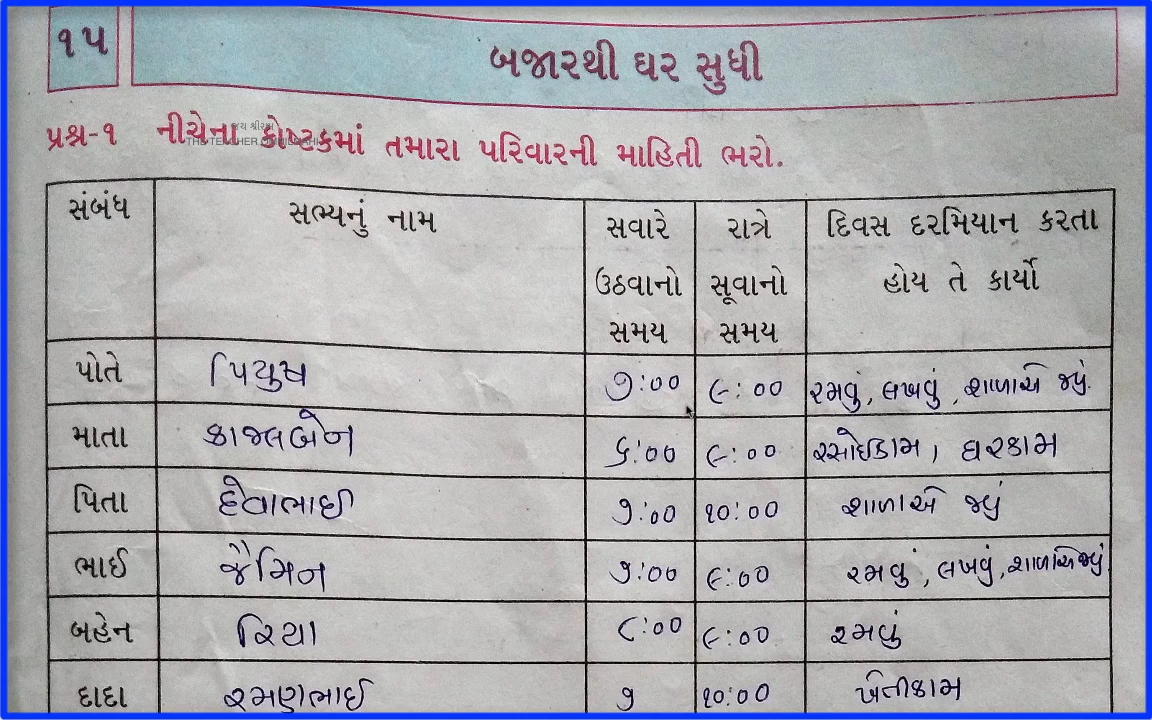 ૧૫
બજારથી ઘર સુધી
પ્રશ્ન-૧ નીચેના કોષ્ટકમાં તમારા પરિવારની માહિતી ભરો.
જય શ્રીરામ
સંબંધ સભ્યનું નામ સવારે રાત્રે દિવસ દરમિયાન કરતા
ઉઠવાનો સૂવાનો હોય તે કાર્યો
સમય સમય
પોતે પિયુષ ૭:૦૦ ૯:૦૦ રમવું, લખવું, શાળાએ જવું.
માતા કાજલબેન ૬:૦૦ ૯:૦૦ રસોઈકામ, ઘરકામ
પિતા દેવાભાઈ ૭:૦૦ ૧૦:૦૦ શાળાએ જવું
ભાઈ જૈમિન ૭:૦૦ ૯:૦૦ રમવું, લખવું, શાળાએ જવું.
બહેન રિયા ૮:૦૦ ૯:૦૦ રમવું
દાદા રમણભાઈ ૭ ૧૦:૦૦ ખેતીકામ